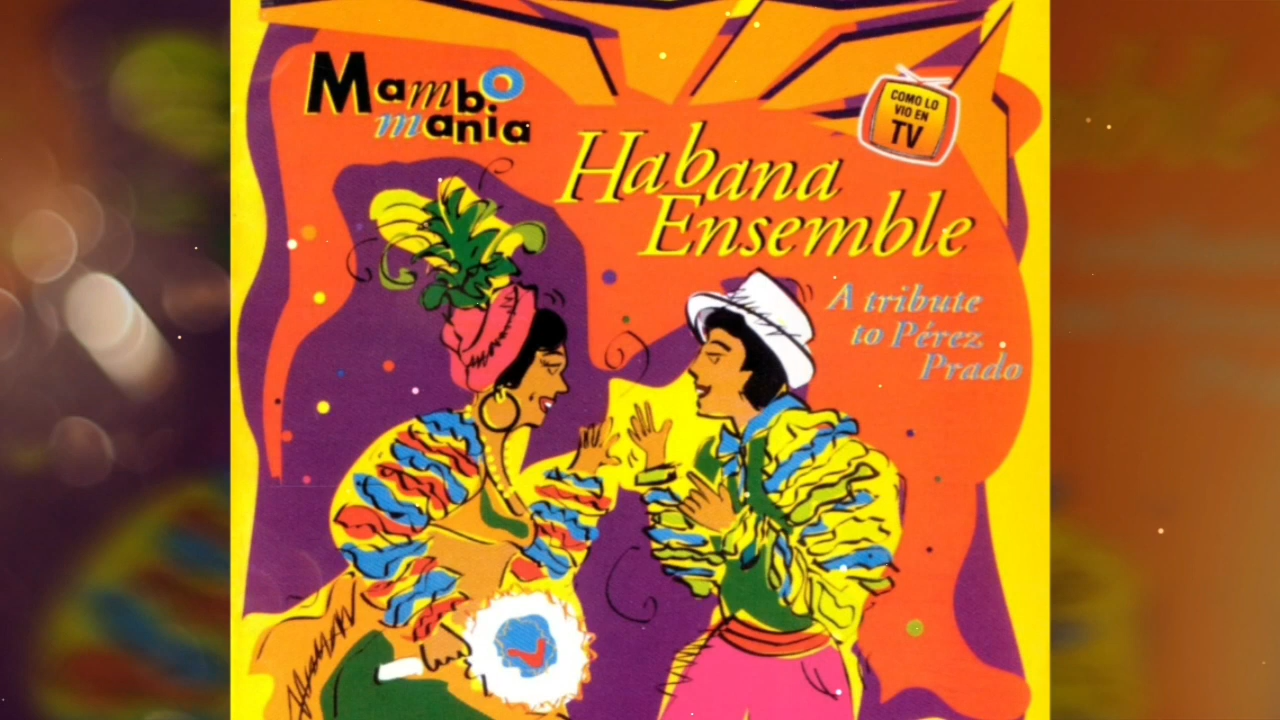 Mambo
mania
COMO LO
VIO EN
TV
Habana
Ensemble
A tribute
to Pérez
Prado